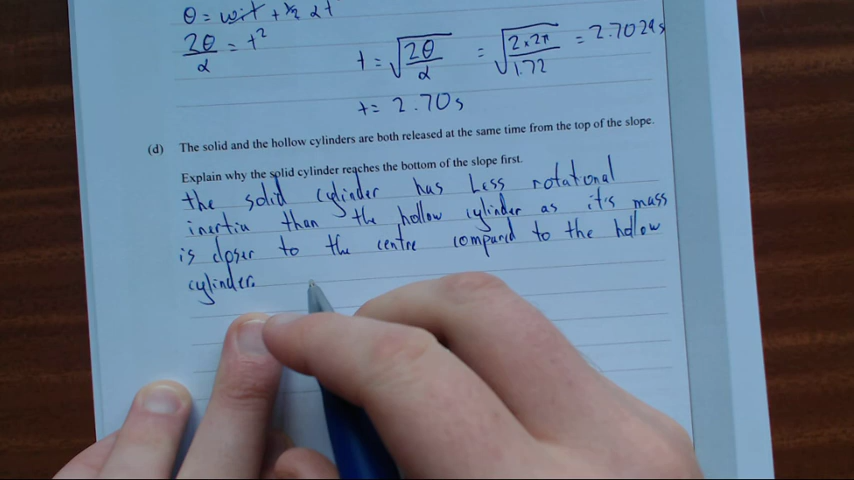 θ = wit + ½ αt
2θ/α = t²
t = √(2θ/α) = √(2×2π/1.72) = 2.7029s
t = 2.70s
(d) The solid and the hollow cylinders are both released at the same time from the top of the slope.
Explain why the solid cylinder reaches the bottom of the slope first.
the solid cylinder has Less rotational
inertia than the hollow cylinder as it's mass
is closer to the centre compared to the hollow
cylinder.